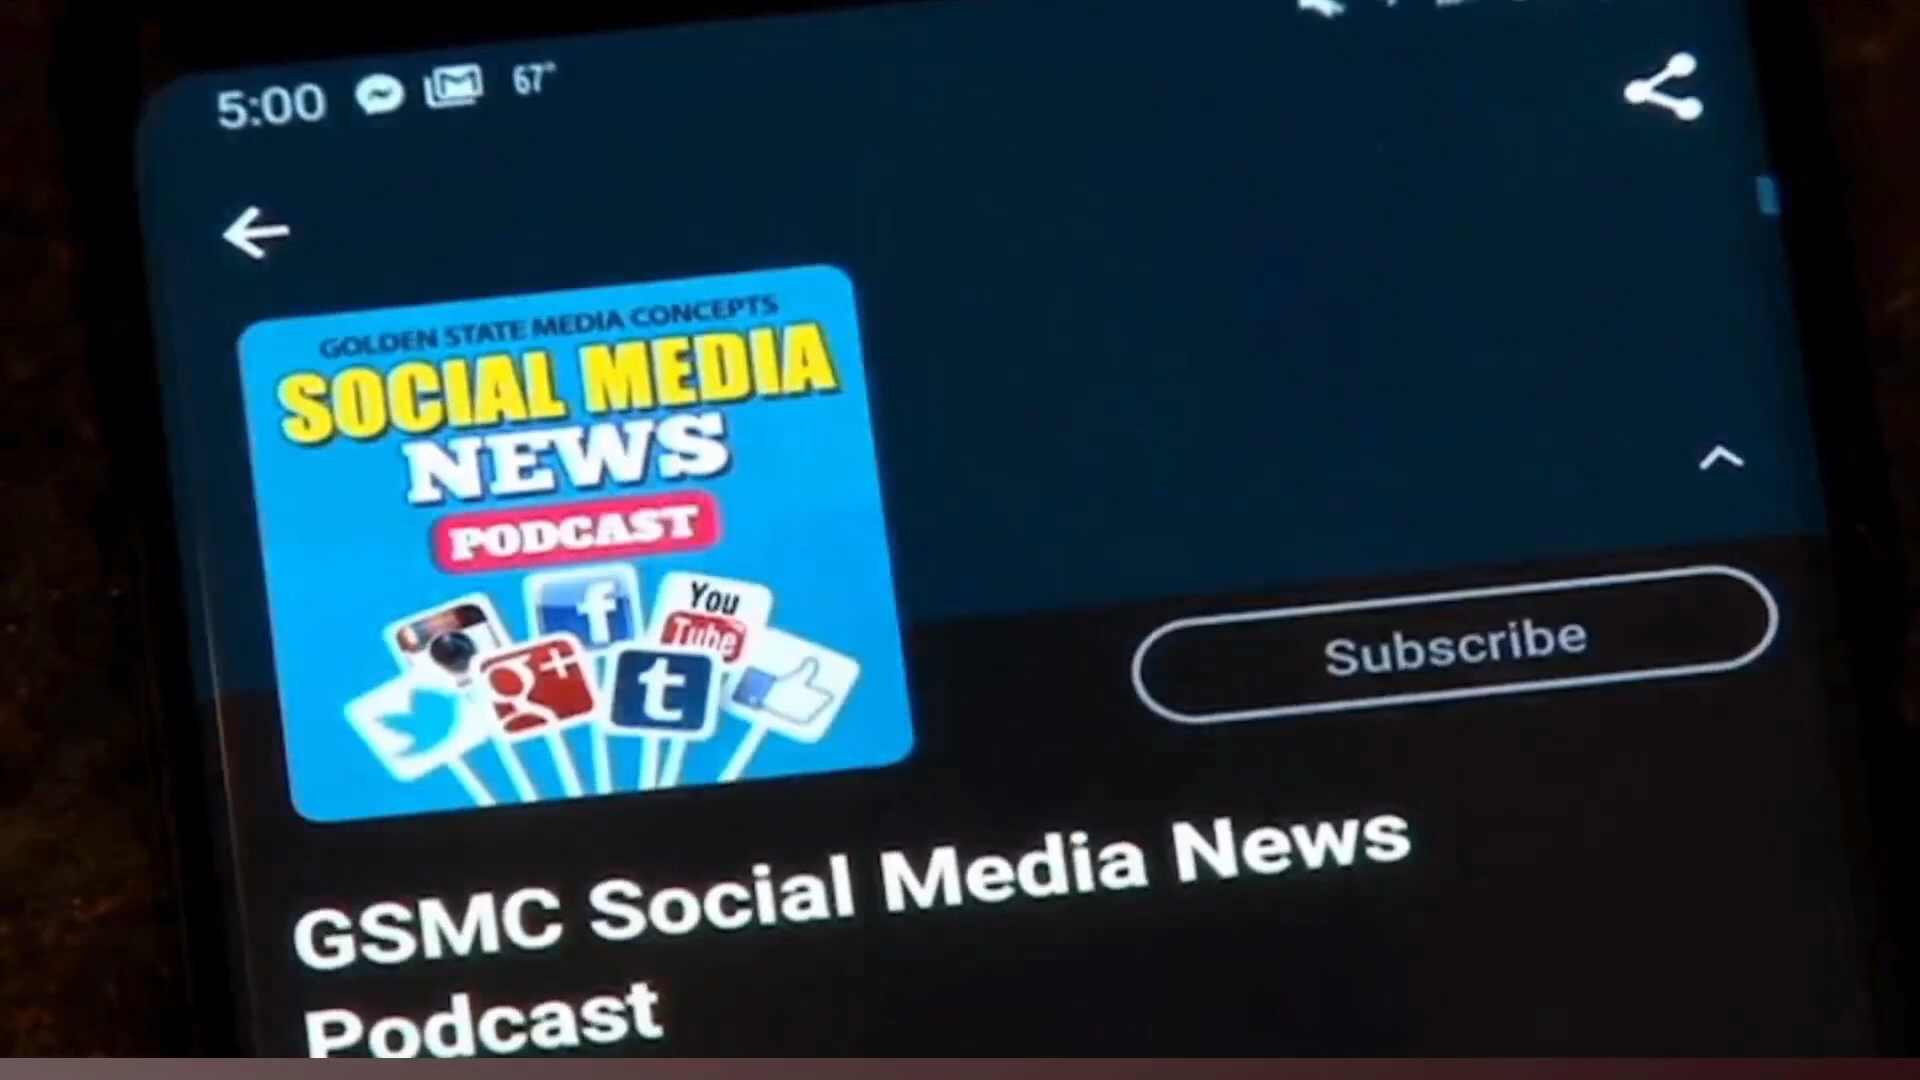 5:00 67°
GOLDEN STATE MEDIA CONCEPTS
SOCIAL MEDIA
NEWS
PODCAST
f
You
Tube
g+
t
Subscribe
GSMC Social Media News
Podcast